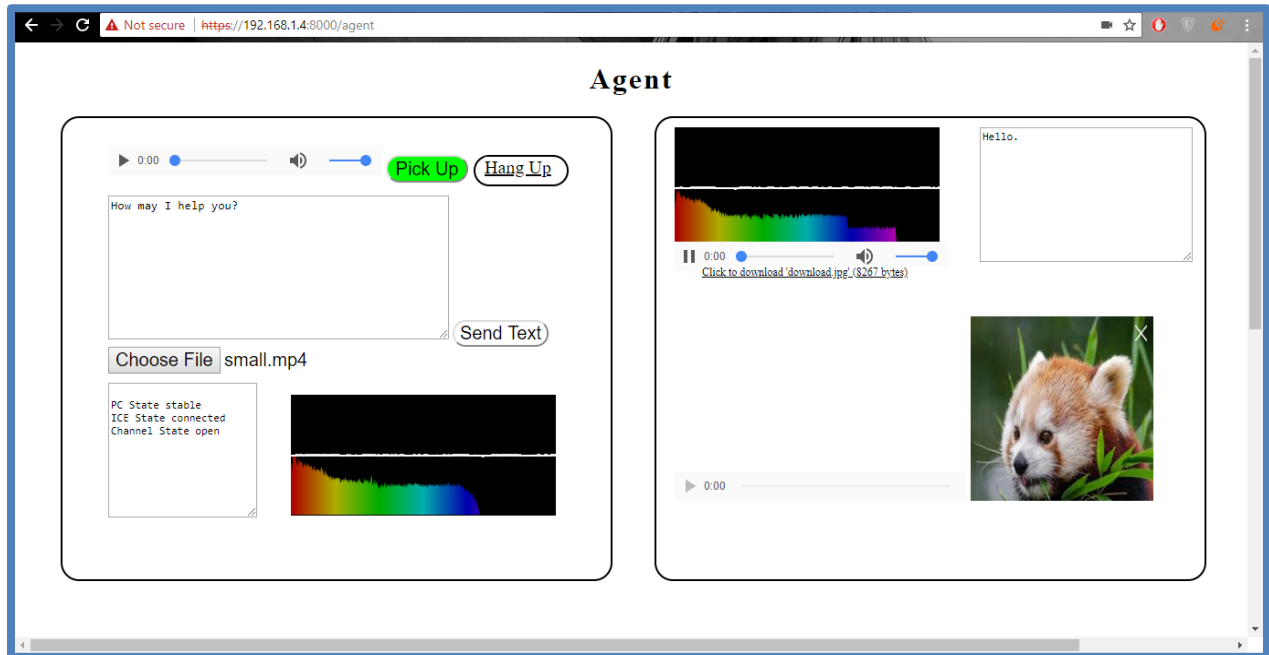 Not secure | https://192.168.1.4:8000/agent
Agent
0:00
Pick Up
Hang Up
How may I help you?
Send Text
Choose File small.mp4
PC State stable
ICE State connected
Channel State open
Hello.
0:00
Click to download 'download.jpg' (8267 bytes)
X
0:00